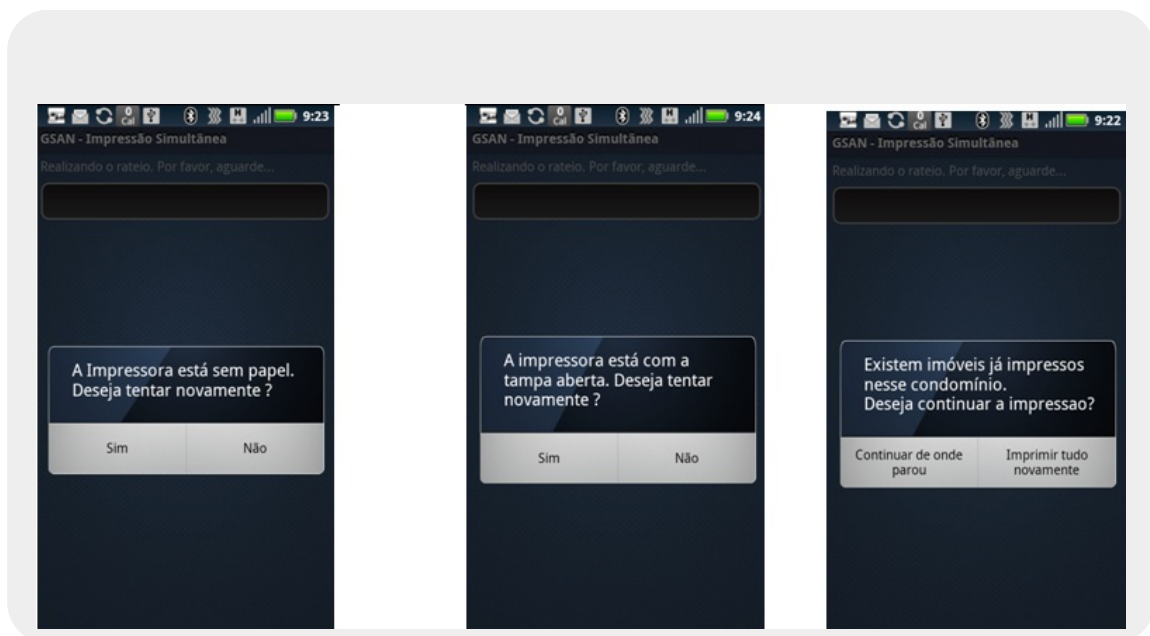 9:23
GSAN - Impressão Simultânea
Realizando o rateio. Por favor, aguarde...
A Impressora está sem papel.
Deseja tentar novamente ?
Sim
Não
9:24
GSAN - Impressão Simultânea
Realizando o rateio. Por favor, aguarde...
A impressora está com a
tampa aberta. Deseja tentar
novamente ?
Sim
Não
9:22
GSAN - Impressão Simultânea
Realizando o rateio. Por favor, aguarde...
Existem imóveis já impressos
nesse condomínio.
Deseja continuar a impressao?
Continuar de onde
parou
Imprimir tudo
novamente